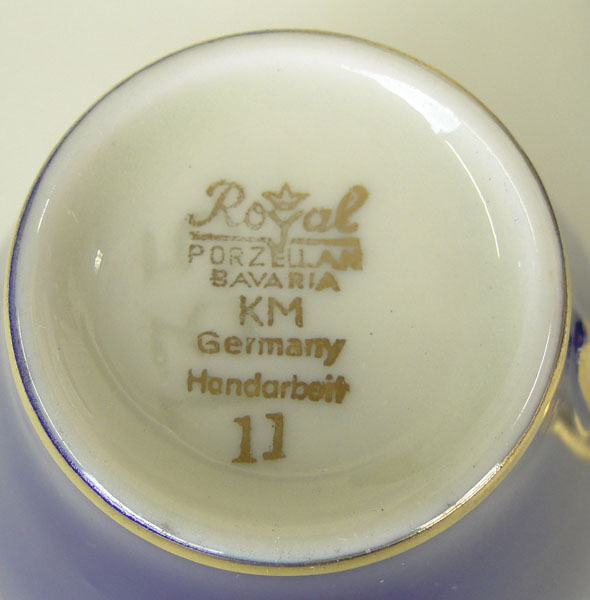 Royal
PORZELLAN
BAVARIA
KM
Germany
Handarbeit
11